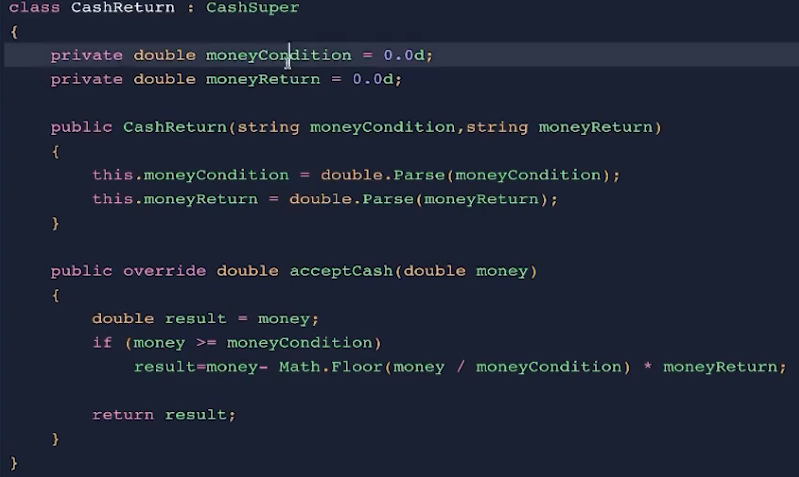 class CashReturn : CashSuper
{
    private double moneyCondition = 0.0d;
    private double moneyReturn = 0.0d;

    public CashReturn(string moneyCondition,string moneyReturn)
    {
        this.moneyCondition = double.Parse(moneyCondition);
        this.moneyReturn = double.Parse(moneyReturn);
    }

    public override double acceptCash(double money)
    {
        double result = money;
        if (money >= moneyCondition)
            result=money- Math.Floor(money / moneyCondition) * moneyReturn;

        return result;
    }
}